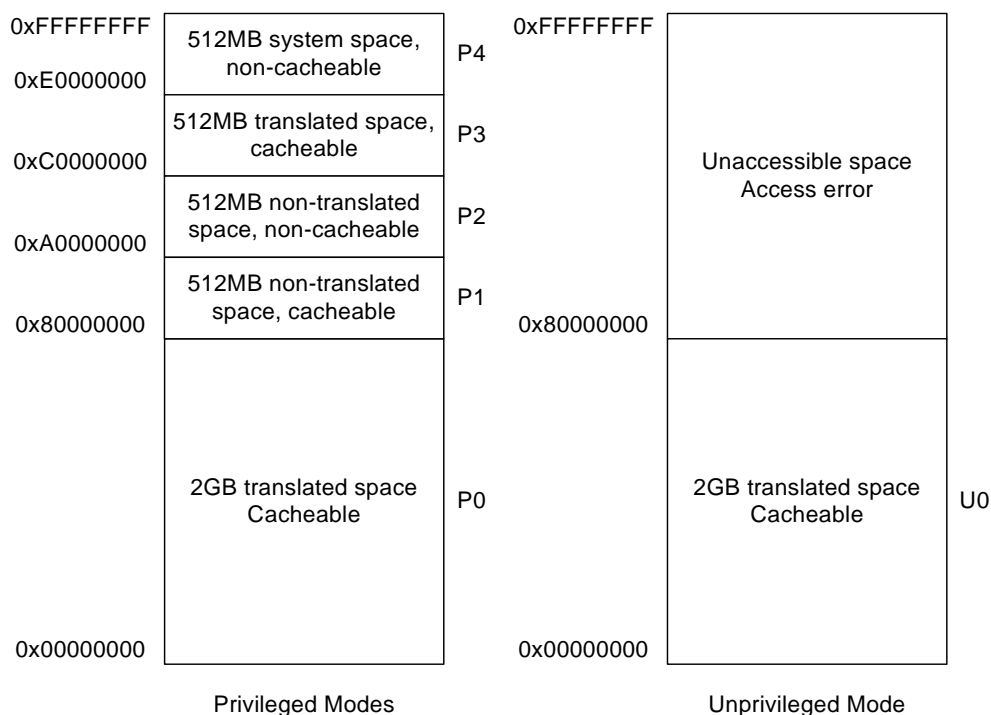 0xFFFFFFFF
512MB system space,
non-cacheable
P4
0xE0000000
512MB translated space,
cacheable
P3
0xC0000000
512MB non-translated
space, non-cacheable
P2
0xA0000000
512MB non-translated
space, cacheable
P1
0x80000000
2GB translated space
Cacheable
P0
0x00000000
Privileged Modes
0xFFFFFFFF
Unaccessible space
Access error
0x80000000
2GB translated space
Cacheable
U0
0x00000000
Unprivileged Mode